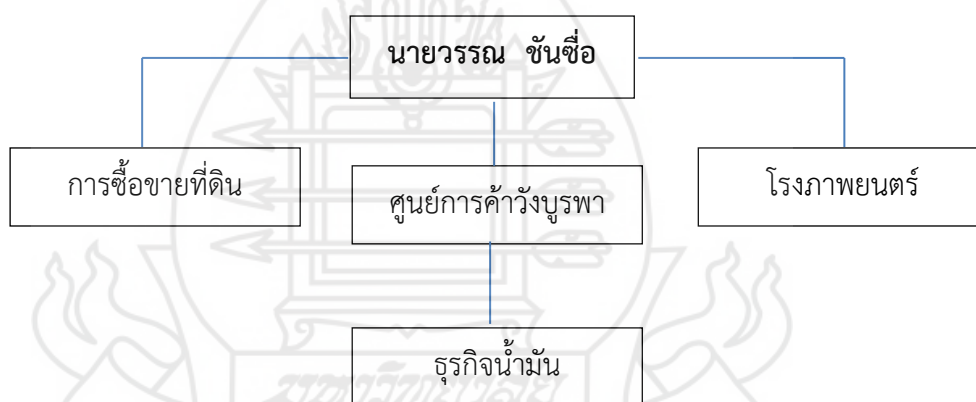 นายวรรณ ชันซื่อ
การซื้อขายที่ดิน
ศูนย์การค้าวังบูรพา
โรงภาพยนตร์
ธุรกิจน้ำมัน